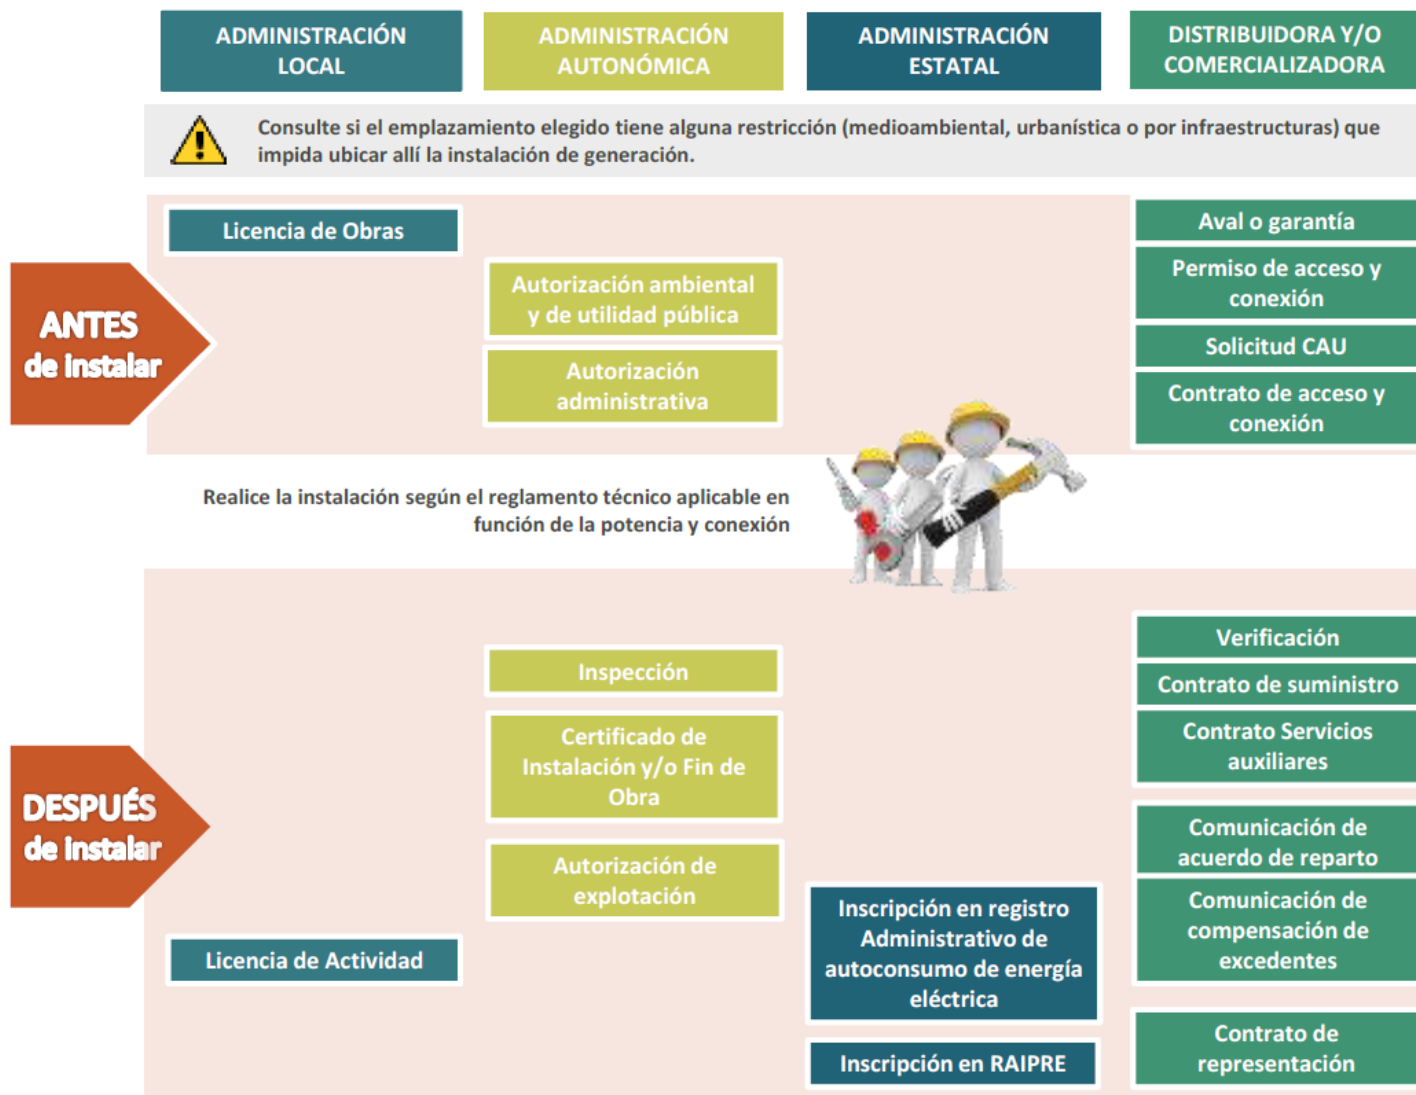 ADMINISTRACIÓN
LOCAL
ADMINISTRACIÓN
AUTONÓMICA
ADMINISTRACIÓN
ESTATAL
DISTRIBUIDORA Y/O
COMERCIALIZADORA
Consulte si el emplazamiento elegido tiene alguna restricción (medioambiental, urbanística o por infraestructuras) que
impida ubicar allí la instalación de generación.
ANTES
de instalar
Licencia de Obras
Autorización ambiental
y de utilidad pública
Autorización
administrativa
Aval o garantía
Permiso de acceso y
conexión
Solicitud CAU
Contrato de acceso y
conexión
Realice la instalación según el reglamento técnico aplicable en
función de la potencia y conexión
DESPUÉS
de instalar
Licencia de Actividad
Inspección
Certificado de
Instalación y/o Fin de
Obra
Autorización de
explotación
Inscripción en registro
Administrativo de
autoconsumo de energía
eléctrica
Inscripción en RAIPRE
Verificación
Contrato de suministro
Contrato Servicios
auxiliares
Comunicación de
acuerdo de reparto
Comunicación de
compensación de
excedentes
Contrato de
representación